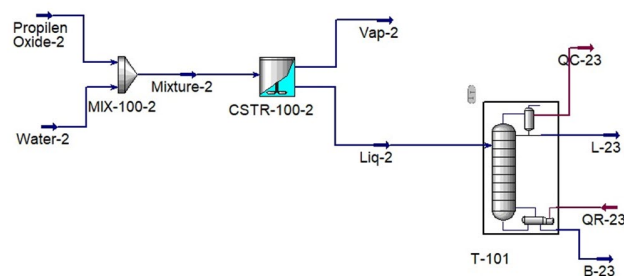 Propilen
Oxide-2
MIX-100-2
Water-2
Mixture-2
CSTR-100-2
Vap-2
Liq-2
T-101
QC-23
L-23
QR-23
B-23